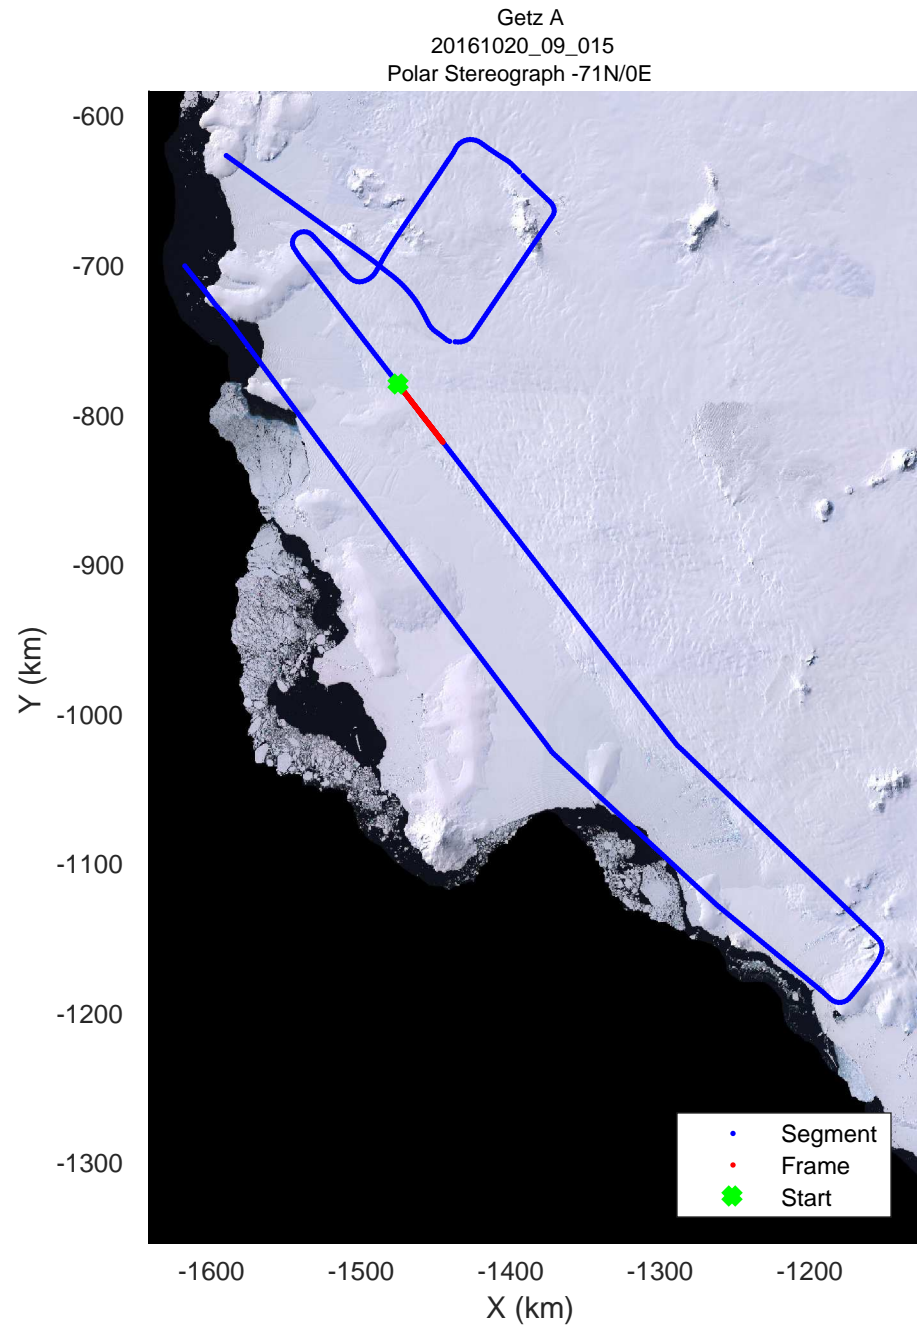 Getz A
20161020_09_015
Polar Stereograph -71N/0E
-600
-700
-800
-900
-1000
-1100
-1200
-1300
Y (km)
Segment
Frame
Start
-1600
-1500
-1400
-1300
-1200
X (km)